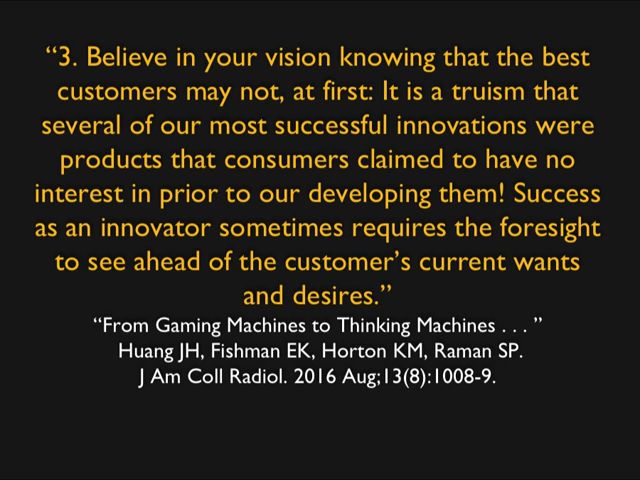 “3. Believe in your vision knowing that the best
customers may not, at first: It is a truism that
several of our most successful innovations were
products that consumers claimed to have no
interest in prior to our developing them! Success
as an innovator sometimes requires the foresight
to see ahead of the customer’s current wants
and desires.”
“From Gaming Machines to Thinking Machines . . . ”
Huang JH, Fishman EK, Horton KM, Raman SP.
J Am Coll Radiol. 2016 Aug;13(8):1008-9.